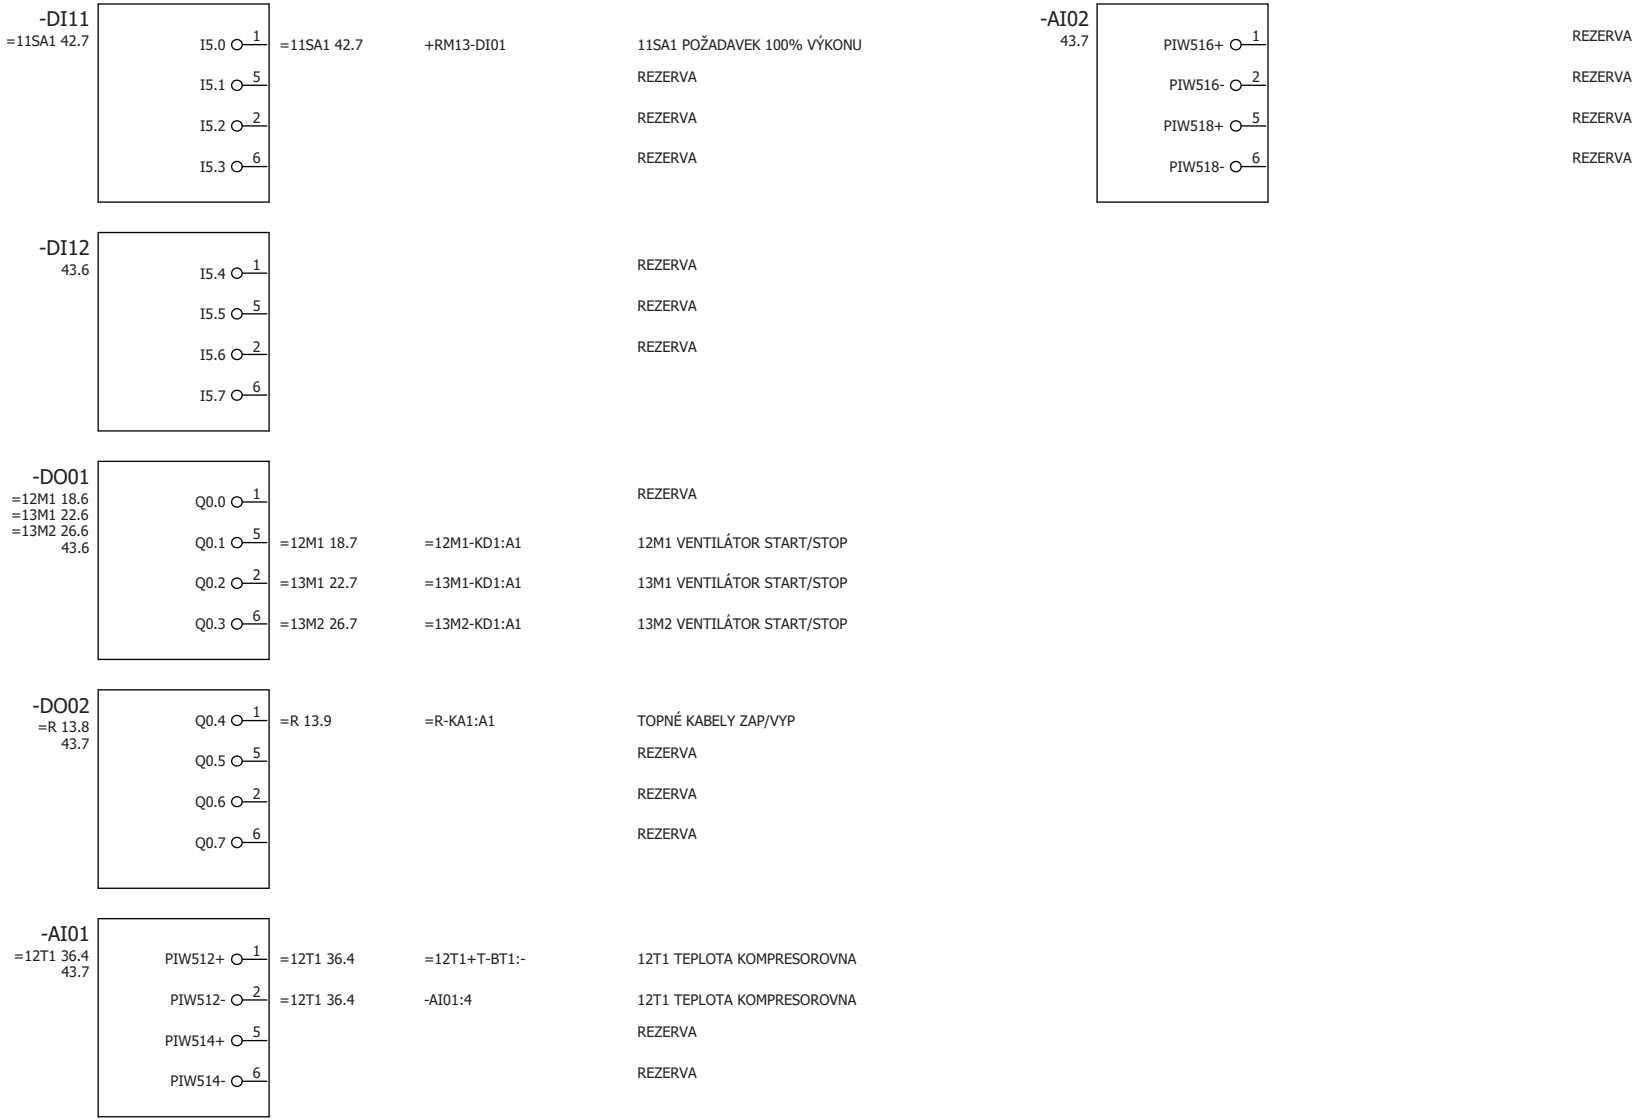 -DI11
=11SA1 42.7
I5.0 1 =11SA1 42.7 +RM13-DI01 11SA1 POŽADAVEK 100% VÝKONU
I5.1 5 REZERVA
I5.2 2 REZERVA
I5.3 6 REZERVA
-DI12
43.6
I5.4 1 REZERVA
I5.5 5 REZERVA
I5.6 2 REZERVA
I5.7 6
-DO01
=12M1 18.6
=13M1 22.6
=13M2 26.6
43.6
Q0.0 1 REZERVA
Q0.1 5 =12M1 18.7 =12M1-KD1:A1 12M1 VENTILÁTOR START/STOP
Q0.2 2 =13M1 22.7 =13M1-KD1:A1 13M1 VENTILÁTOR START/STOP
Q0.3 6 =13M2 26.7 =13M2-KD1:A1 13M2 VENTILÁTOR START/STOP
-DO02
=R 13.8
43.7
Q0.4 1 =R 13.9 =R-KA1:A1 TOPNÉ KABELY ZAP/VYP
Q0.5 5 REZERVA
Q0.6 2 REZERVA
Q0.7 6 REZERVA
-AI01
=12T1 36.4
43.7
PIW512+ 1 =12T1 36.4 =12T1+T-BT1:- 12T1 TEPLOTA KOMPRESOROVNA
PIW512- 2 =12T1 36.4 -AI01:4 12T1 TEPLOTA KOMPRESOROVNA
PIW514+ 5 REZERVA
PIW514- 6 REZERVA
-AI02
43.7
PIW516+ 1 REZERVA
PIW516- 2 REZERVA
PIW518+ 5 REZERVA
PIW518- 6 REZERVA